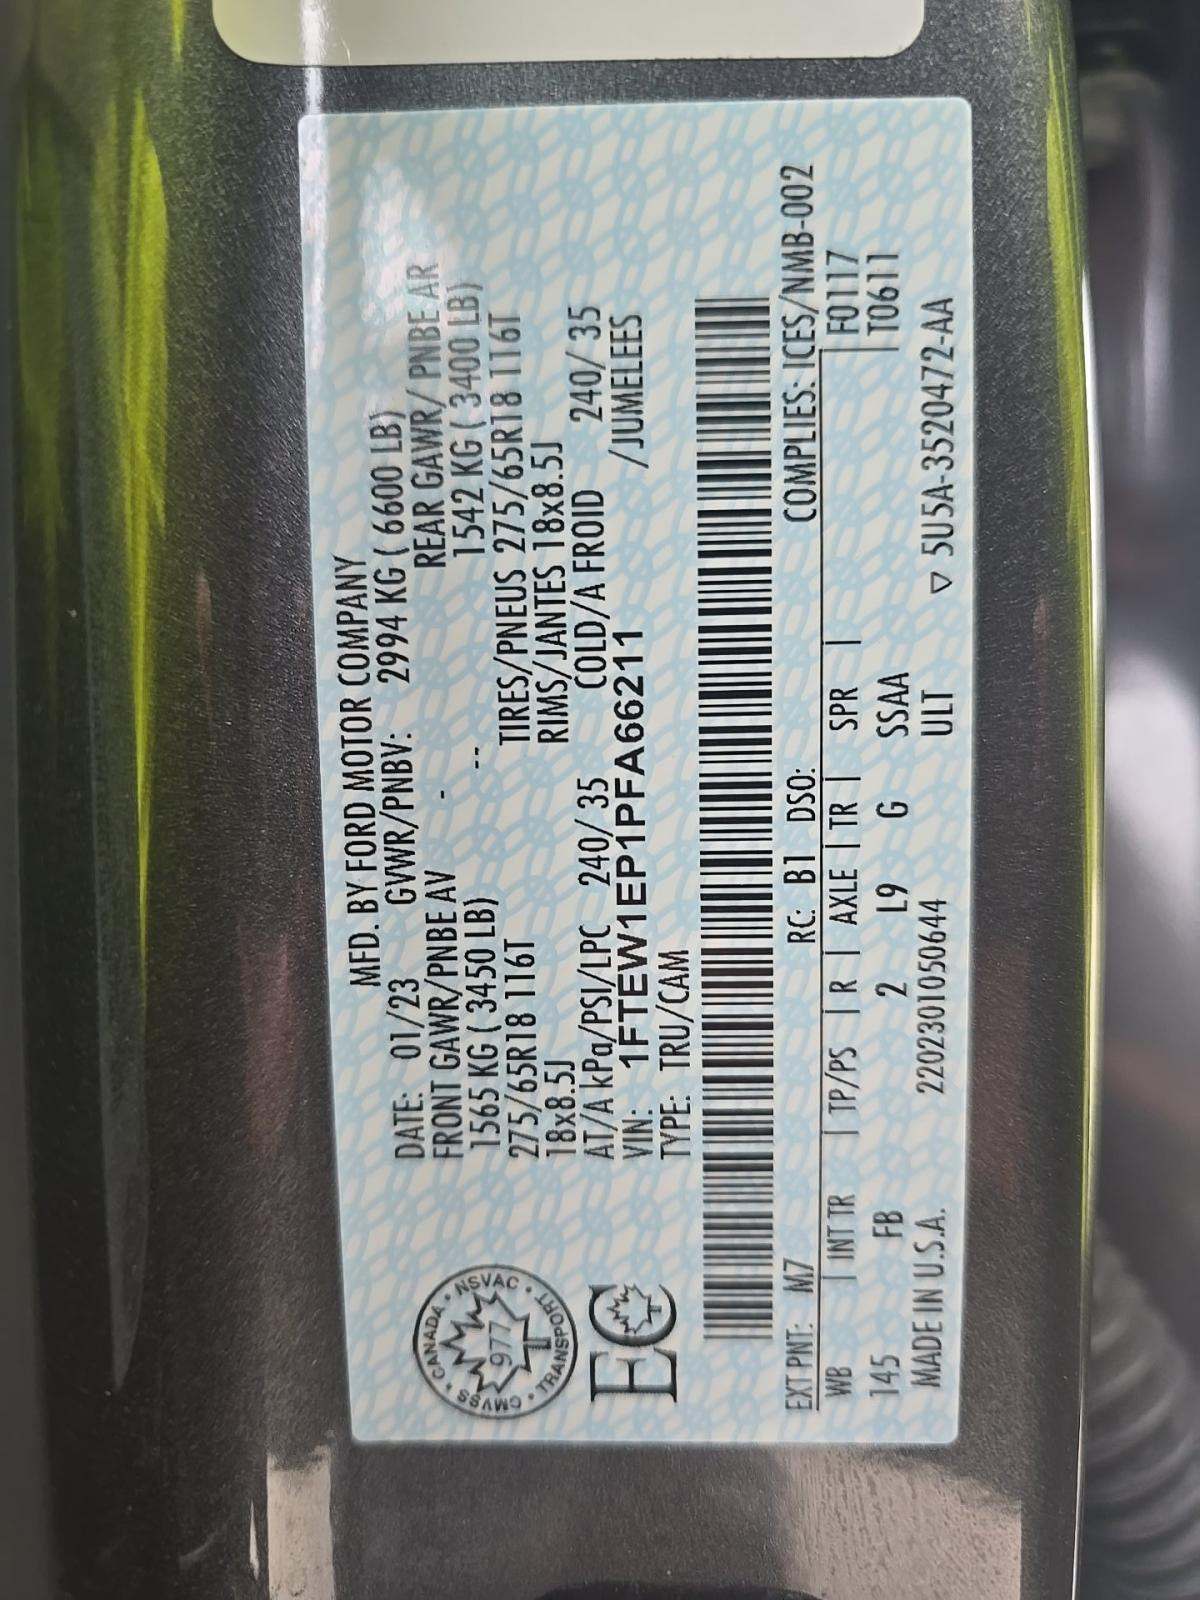 MFD. BY FORD MOTOR COMPANY
DATE: 01/23 GVWR/PNBV: 2994 KG ( 6600 LB)
FRONT GAWR/PNBE AV - REAR GAWR/ PNBE AR
1565 KG ( 3450 LB) -- 1542 KG ( 3400 LB)
275/65R18 116T TIRES/PNEUS 275/65R18 116T
18x8.5J RIMS/JANTES 18x8.5J
AT/A kPa/PSI/LPC 240/ 35 COLD/A FROID 240/ 35
VIN: 1FTEW1EP1PFA66211 /JUMELEES
TYPE: TRU/CAM
CANADA • NSVAC • TRANSPORT • CMVSS •
977
EC
COMPLIES: ICES/NMB-002
EXT PNT: M7 RC: B1 DSO: F0117
WB | INT TR | TP/PS | R | AXLE | TR | SPR | | T0611
145 FB 2 L9 G SSAA
MADE IN U.S.A. 220230105​0644 ULT ▽ 5U5A-3520472-AA